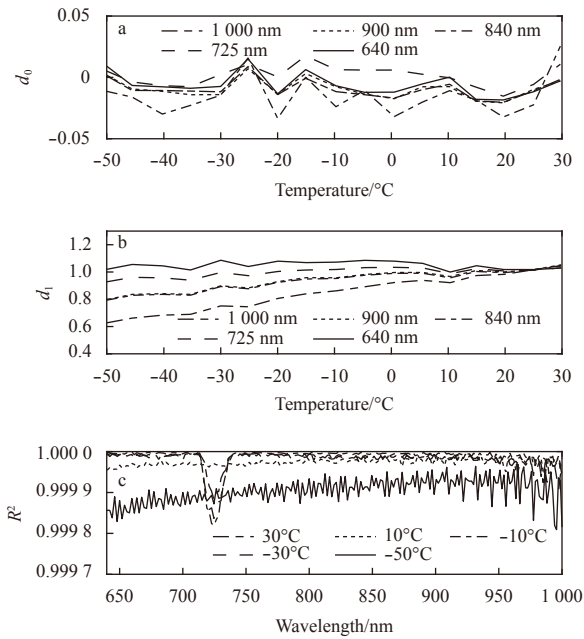 0.05
a
1 000 nm 900 nm 840 nm
725 nm 640 nm
d0
0
−0.05
−50 −40 −30 −20 −10 0 10 20 30
Temperature/°C
b
1.2
1.0
d1
0.8
0.6
0.4
1 000 nm 900 nm 840 nm
725 nm 640 nm
−50 −40 −30 −20 −10 0 10 20 30
Temperature/°C
1.000 0
R2
c
0.999 9
0.999 8
0.999 7
30°C 10°C −10°C
−30°C −50°C
650 700 750 800 850 900 950 1 000
Wavelength/nm